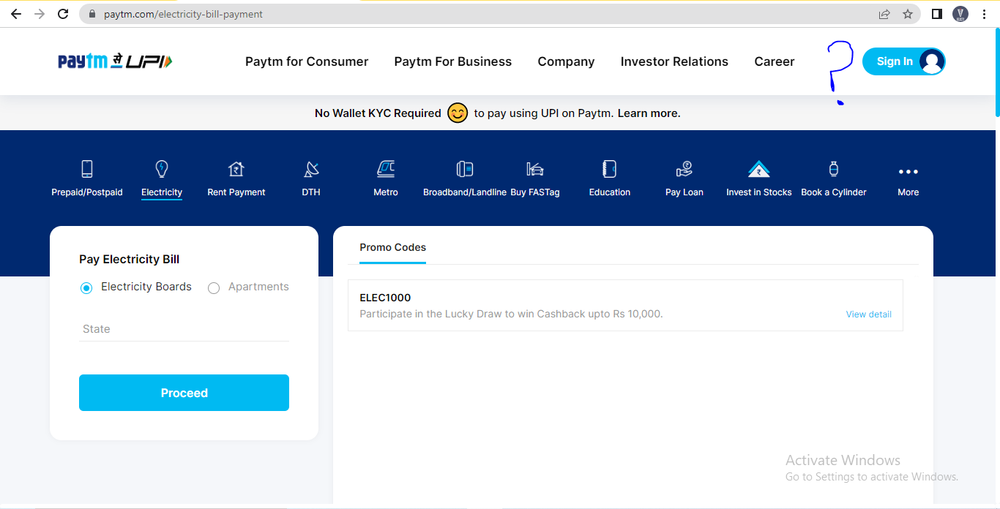 paytm.com/electricity-bill-payment
paytm से UPI
Paytm for Consumer Paytm For Business Company Investor Relations Career ? Sign In
No Wallet KYC Required to pay using UPI on Paytm. Learn more.
Prepaid/Postpaid Electricity Rent Payment DTH Metro Broadband/Landline Buy FASTag Education Pay Loan Invest in Stocks Book a Cylinder More
Pay Electricity Bill
Electricity Boards Apartments
State
Proceed
Promo Codes
ELEC1000
Participate in the Lucky Draw to win Cashback upto Rs 10,000.
View detail
Activate Windows
Go to Settings to activate Windows.